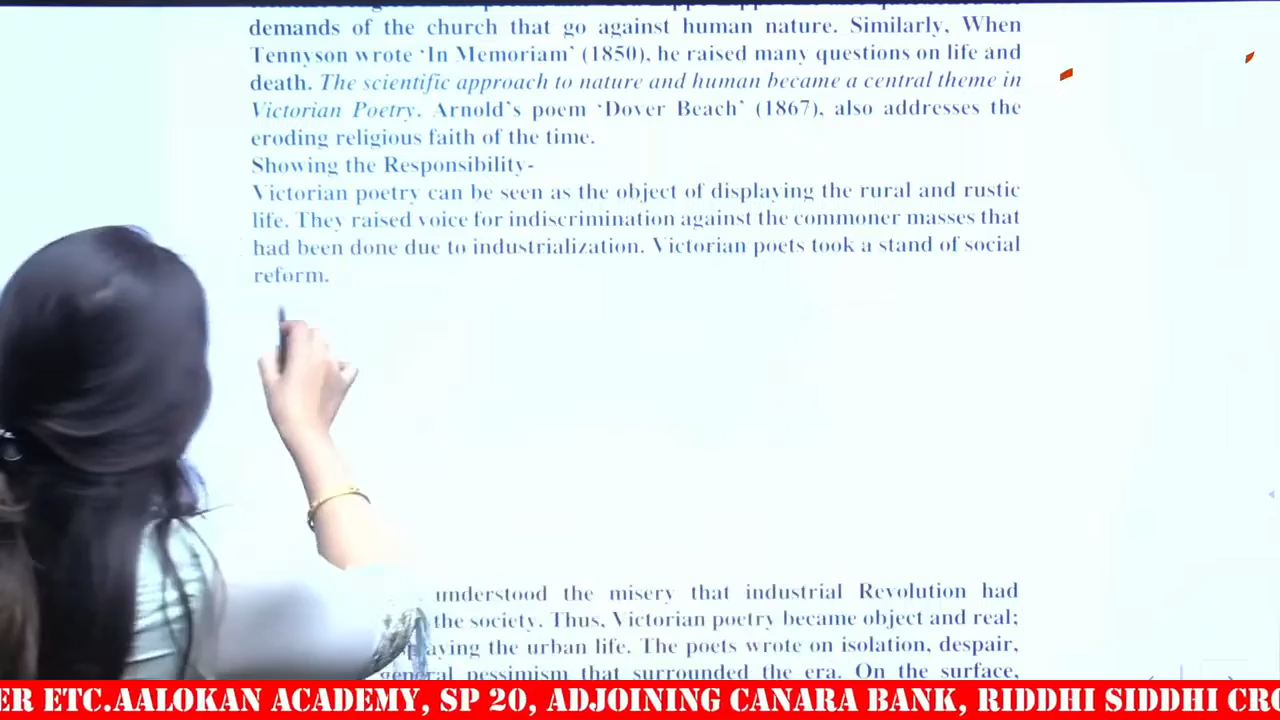 demands of the church that go against human nature. Similarly, When
Tennyson wrote ‘In Memoriam’ (1850), he raised many questions on life and
death. The scientific approach to nature and human became a central theme in
Victorian Poetry. Arnold’s poem ‘Dover Beach’ (1867), also addresses the
eroding religious faith of the time.
Showing the Responsibility-
Victorian poetry can be seen as the object of displaying the rural and rustic
life. They raised voice for indiscrimination against the commoner masses that
had been done due to industrialization. Victorian poets took a stand of social
reform.
understood the misery that industrial Revolution had
the society. Thus, Victorian poetry became object and real;
the urban life. The poets wrote on isolation, despair,
general pessimism that surrounded the era. On the surface,
ER ETC.AALOKAN ACADEMY, SP 20, ADJOINING CANARA BANK, RIDDHI SIDDHI CRO